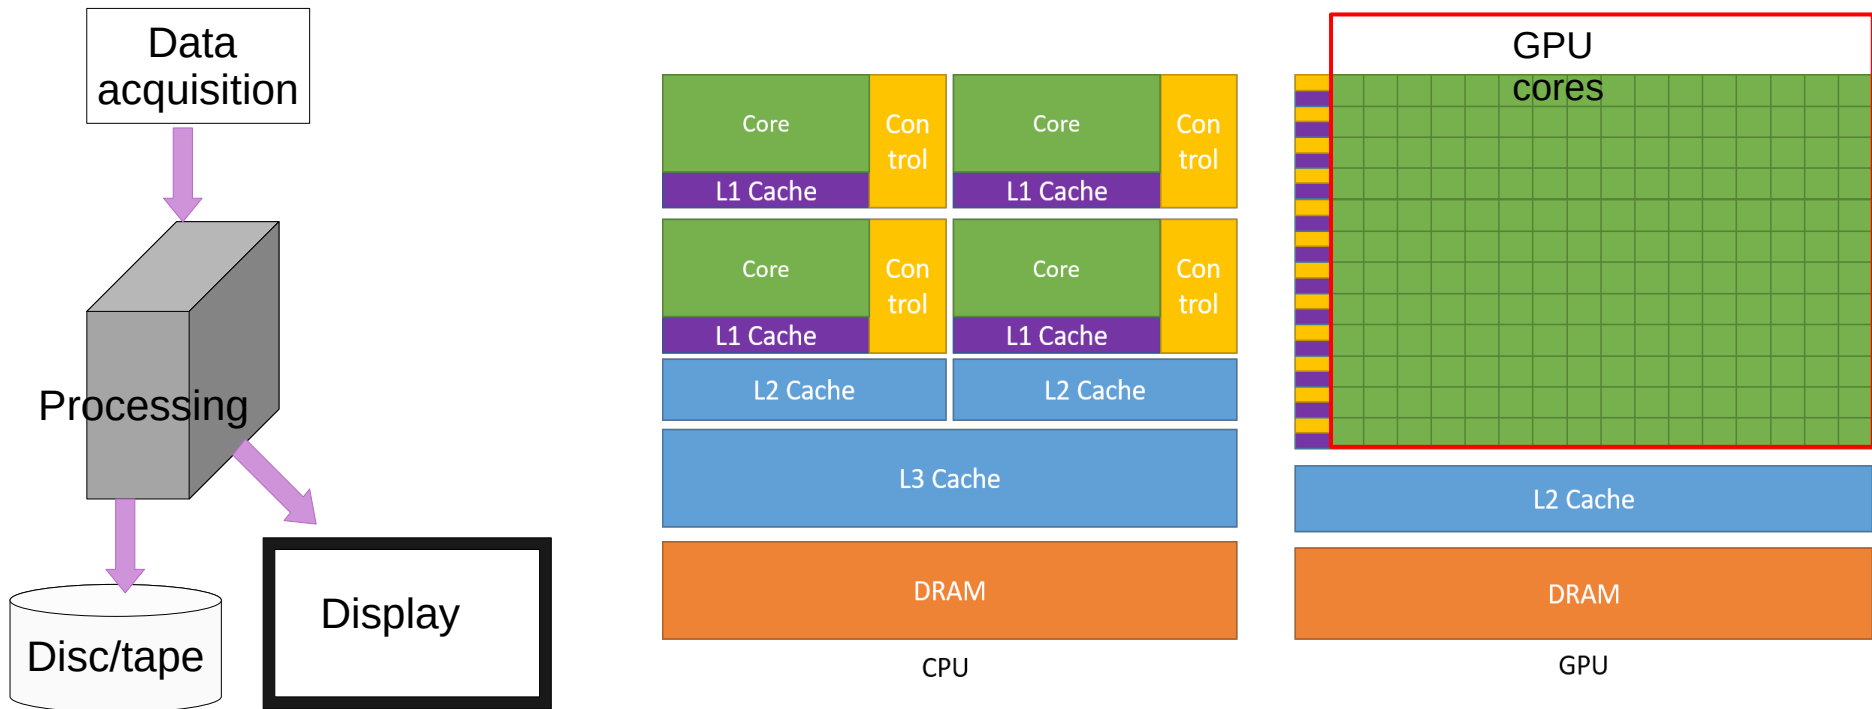 Data
acquisition
Processing
Disc/tape
Display
Core
Con
trol
L1 Cache
Core
Con
trol
L1 Cache
Core
Con
trol
L1 Cache
Core
Con
trol
L1 Cache
L2 Cache
L2 Cache
L3 Cache
DRAM
CPU
GPU
cores
L2 Cache
DRAM
GPU